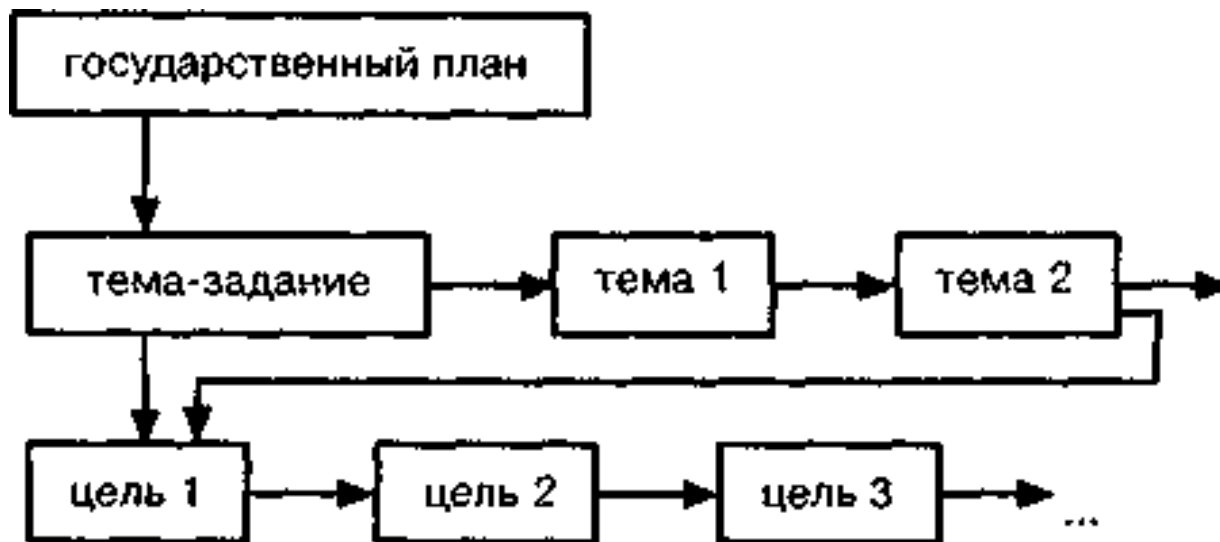 государственный план
тема-задание
тема 1
тема 2
цель 1
цель 2
цель 3
...